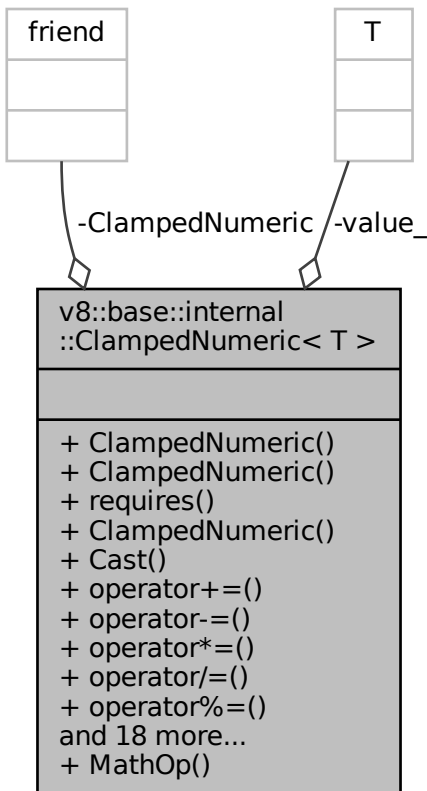 friend
T
-ClampedNumeric
-value_
v8::base::internal
::ClampedNumeric< T >
+ ClampedNumeric()
+ ClampedNumeric()
+ requires()
+ ClampedNumeric()
+ Cast()
+ operator+=()
+ operator-=()
+ operator*=()
+ operator/=()
+ operator%=()
and 18 more...
+ MathOp()